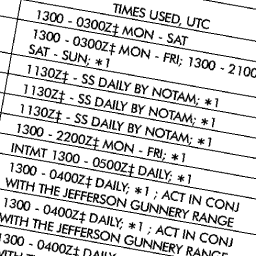 TIMES USED, UTC
1300 - 0300Z‡ MON - SAT
1300 - 0300Z‡ MON - FRI; 1300 - 2100
SAT - SUN; *1
1130Z‡ - SS DAILY BY NOTAM; *1
1130Z‡ - SS DAILY BY NOTAM; *1
1130Z‡ - SS DAILY BY NOTAM; *1
1300 - 2200Z‡ MON - FRI; *1
INTMT 1300 - 0500Z‡ DAILY; *1
1300 - 0400Z‡ DAILY; *1 ; ACT IN CONJ
WITH THE JEFFERSON GUNNERY RANGE
1300 - 0400Z‡ DAILY; *1 ; ACT IN CONJ
WITH THE JEFFERSON GUNNERY RANGE
1300 - 0400Z‡ DAILY